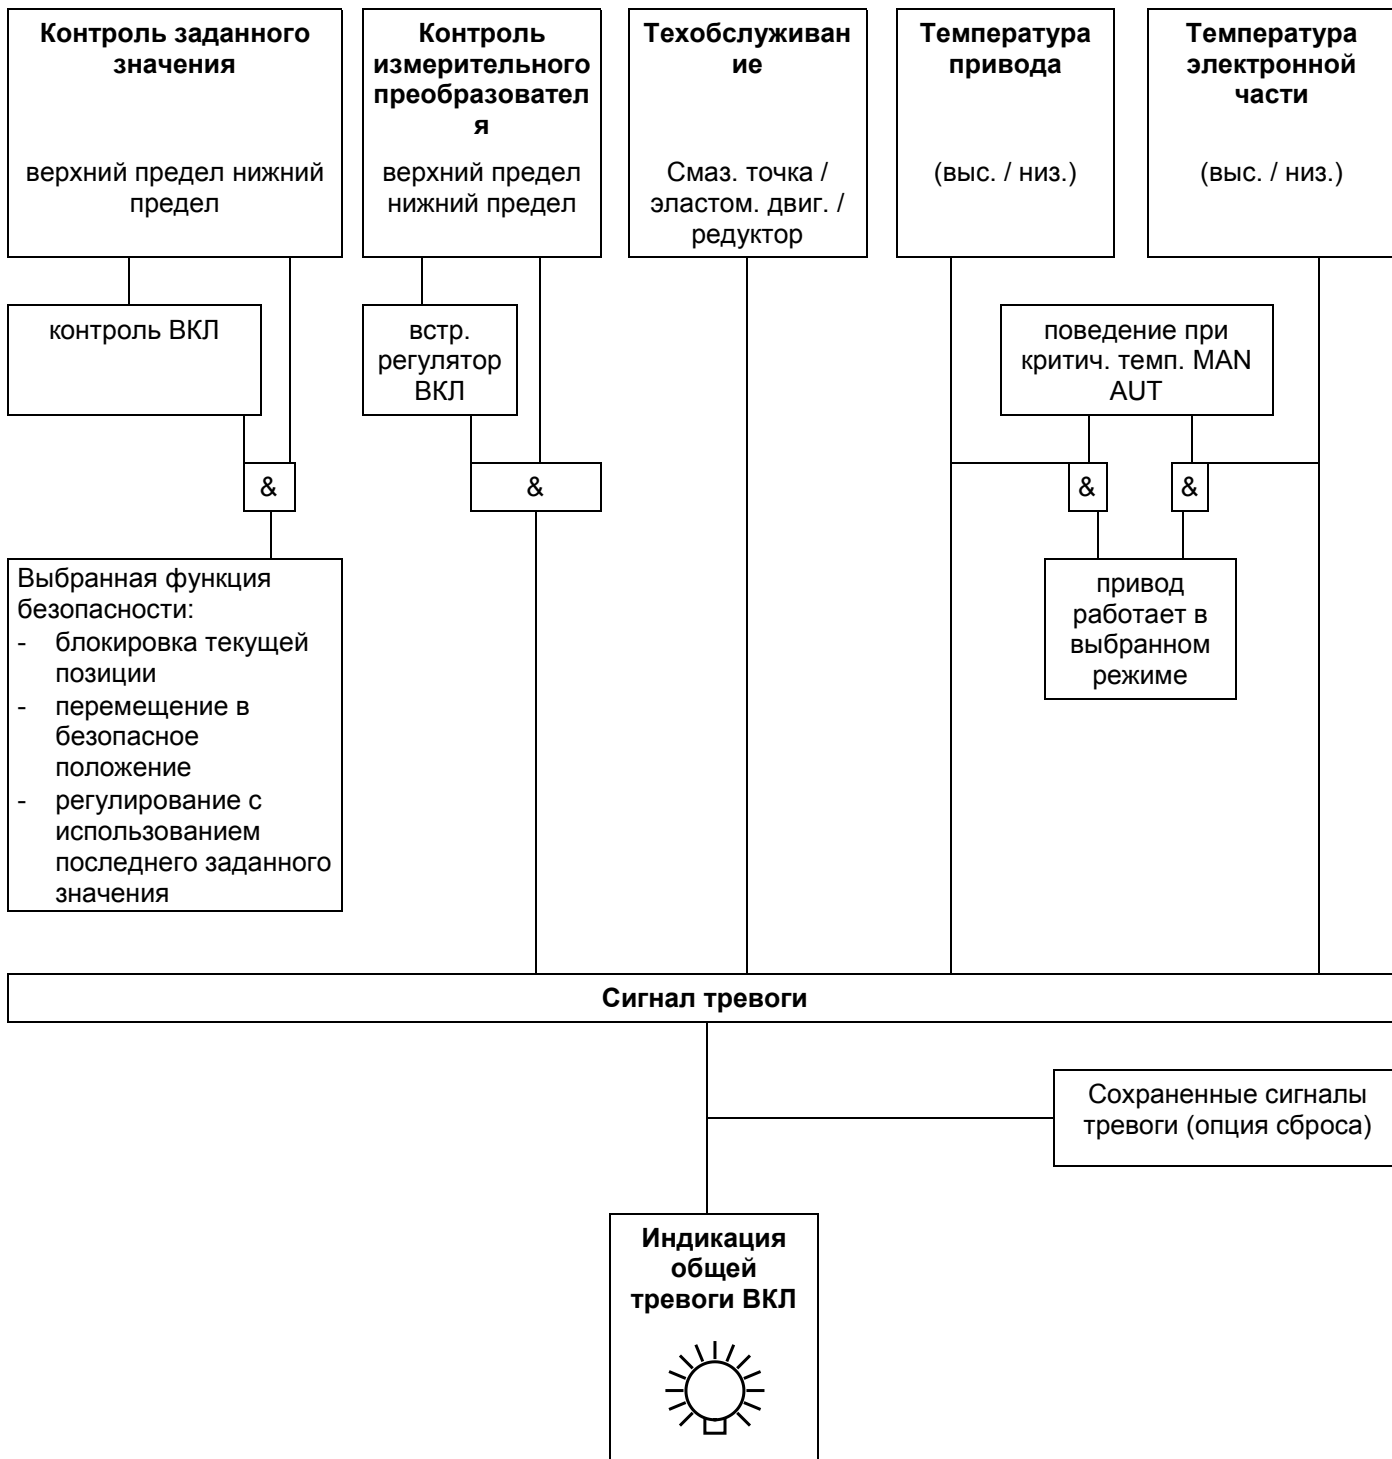 Контроль заданного
значения
верхний предел нижний
предел
Контроль
измерительного
преобразовател
я
верхний предел
нижний предел
Техобслуживан
ие
Смаз. точка /
эластом. двиг. /
редуктор
Температура
привода
(выс. / низ.)
Температура
электронной
части
(выс. / низ.)
контроль ВКЛ
встр.
регулятор
ВКЛ
поведение при
критич. темп. MAN
AUT
&
&
&
&
Выбранная функция
безопасности:
- блокировка текущей
позиции
- перемещение в
безопасное
положение
- регулирование с
использованием
последнего заданного
значения
привод
работает в
выбранном
режиме
Сигнал тревоги
Сохраненные сигналы
тревоги (опция сброса)
Индикация
общей
тревоги ВКЛ